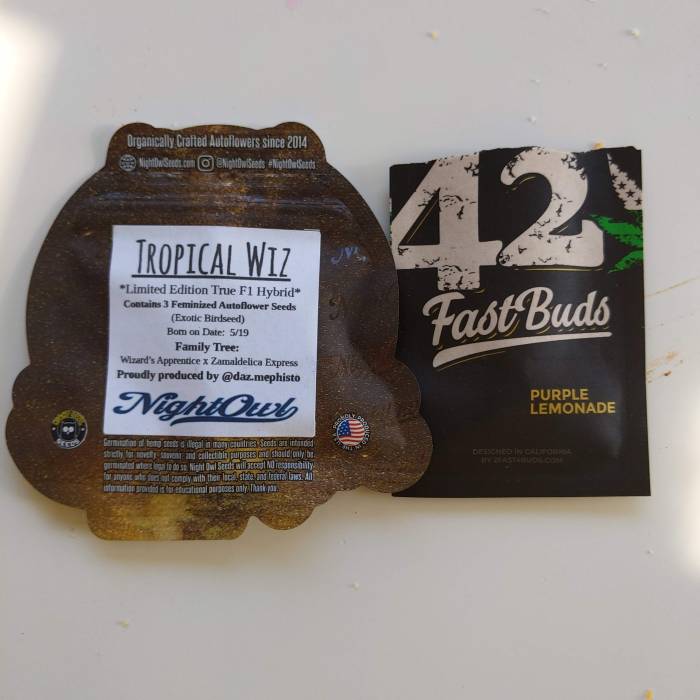 Organically Crafted Autoflowers since 2014
NightOwlSeeds.com @NightOwlSeeds #NightOwlSeeds
TROPICAL WIZ
*Limited Edition True F1 Hybrid*
Contains 3 Feminized Autoflower Seeds
(Exotic Birdseed)
Born on Date: 5/19
Family Tree:
Wizard's Apprentice x Zamaldelica Express
Proudly produced by @daz.mephisto
NightOwl
SEEDS
Germination of hemp seeds is illegal in many countries. Seeds are intended
strictly for novelty, souvenir and collectible purposes and should only be
germinated where legal to do so. Night Owl Seeds will accept NO responsibility
for anyone who does not comply with their local, state, and federal laws. All
information provided is for educational purposes only. Thank you.
42
FastBuds
PURPLE
LEMONADE
DESIGNED IN CALIFORNIA
BY 2FAST4BUDS.COM